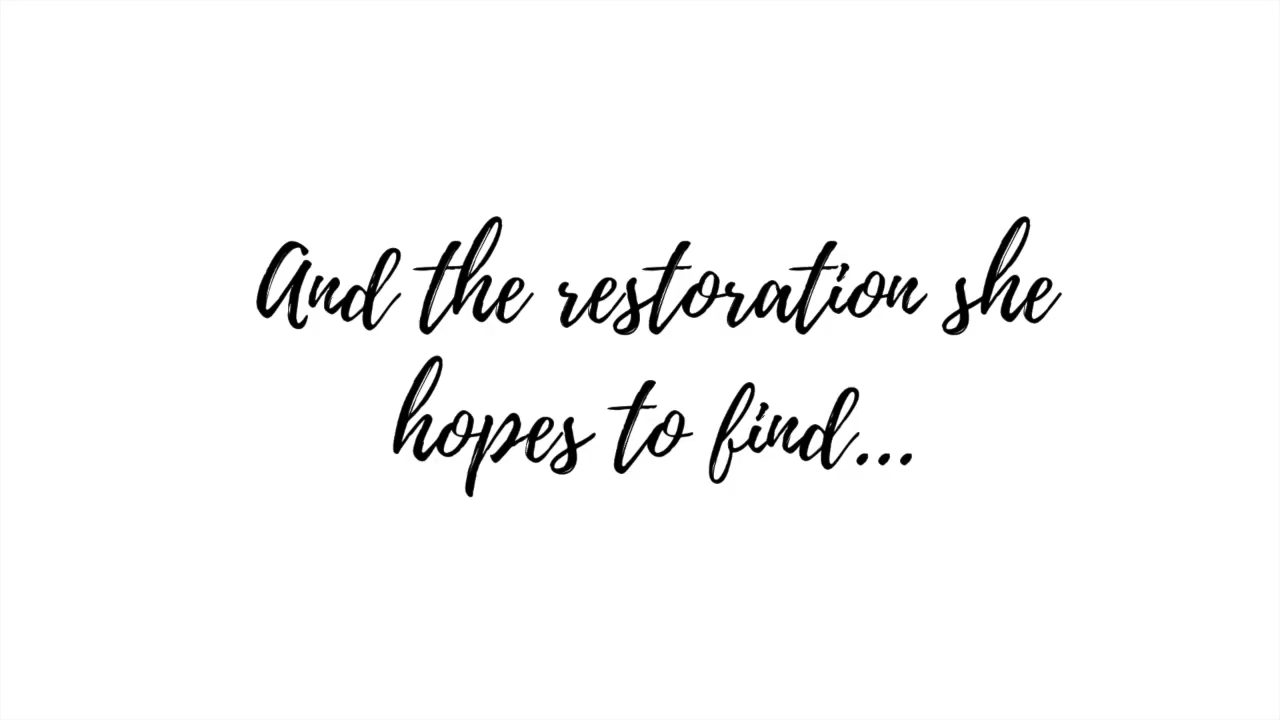 And the restoration she
hopes to find...